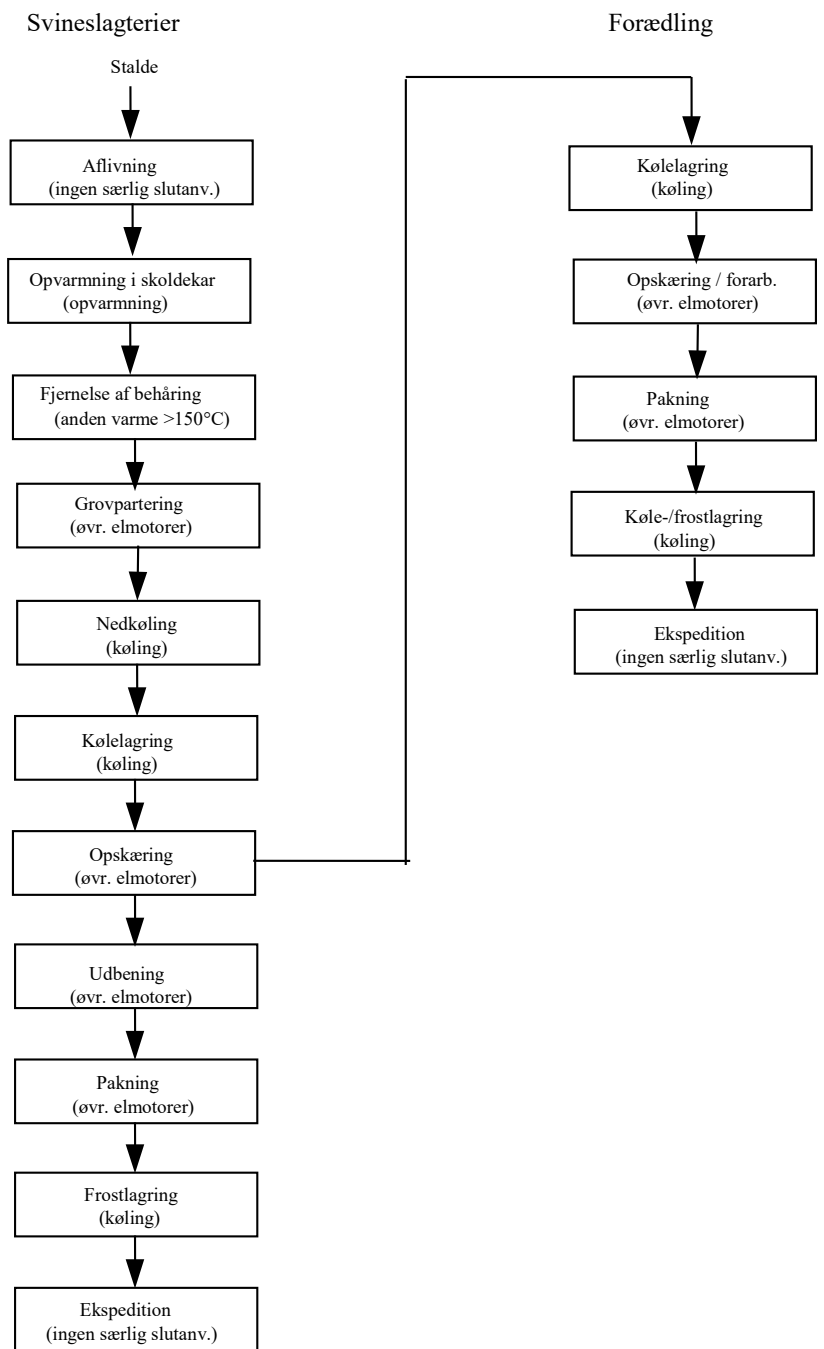 Svineslagterier
Stalde
Aflivning
(ingen særlig slutanv.)
Opvarmning i skoldekar
(opvarmning)
Fjernelse af behåring
(anden varme >150°C)
Grovpartering
(øvr. elmotorer)
Nedkøling
(køling)
Kølelagring
(køling)
Opskæring
(øvr. elmotorer)
Udbening
(øvr. elmotorer)
Pakning
(øvr. elmotorer)
Frostlagring
(køling)
Ekspedition
(ingen særlig slutanv.)
Forædling
Kølelagring
(køling)
Opskæring / forarb.
(øvr. elmotorer)
Pakning
(øvr. elmotorer)
Køle-/frostlagring
(køling)
Ekspedition
(ingen særlig slutanv.)